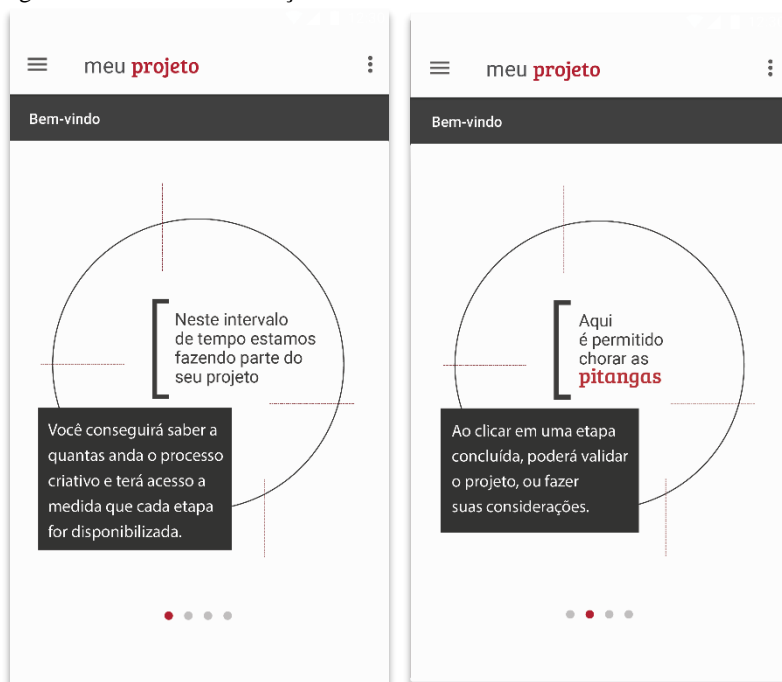 meu projeto
Bem-vindo
Neste intervalo
de tempo estamos
fazendo parte do
seu projeto
Você conseguirá saber a
quantas anda o processo
criativo e terá acesso a
medida que cada etapa
for disponibilizada.
meu projeto
Bem-vindo
Aqui
é permitido
chorar as
pitangas
Ao clicar em uma etapa
concluída, poderá validar
o projeto, ou fazer
suas considerações.